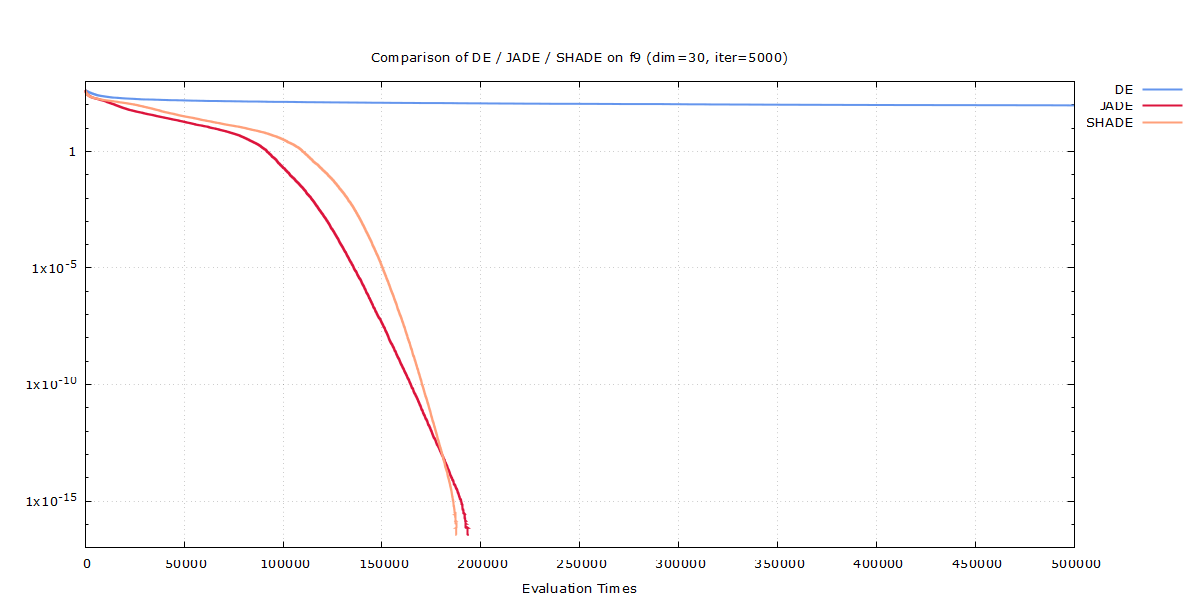 Comparison of DE / JADE / SHADE on f9 (dim=30, iter=5000)
DE
JADE
SHADE
1
1x10^-5
1x10^-10
1x10^-15
0 50000 100000 150000 200000 250000 300000 350000 400000 450000 500000
Evaluation Times